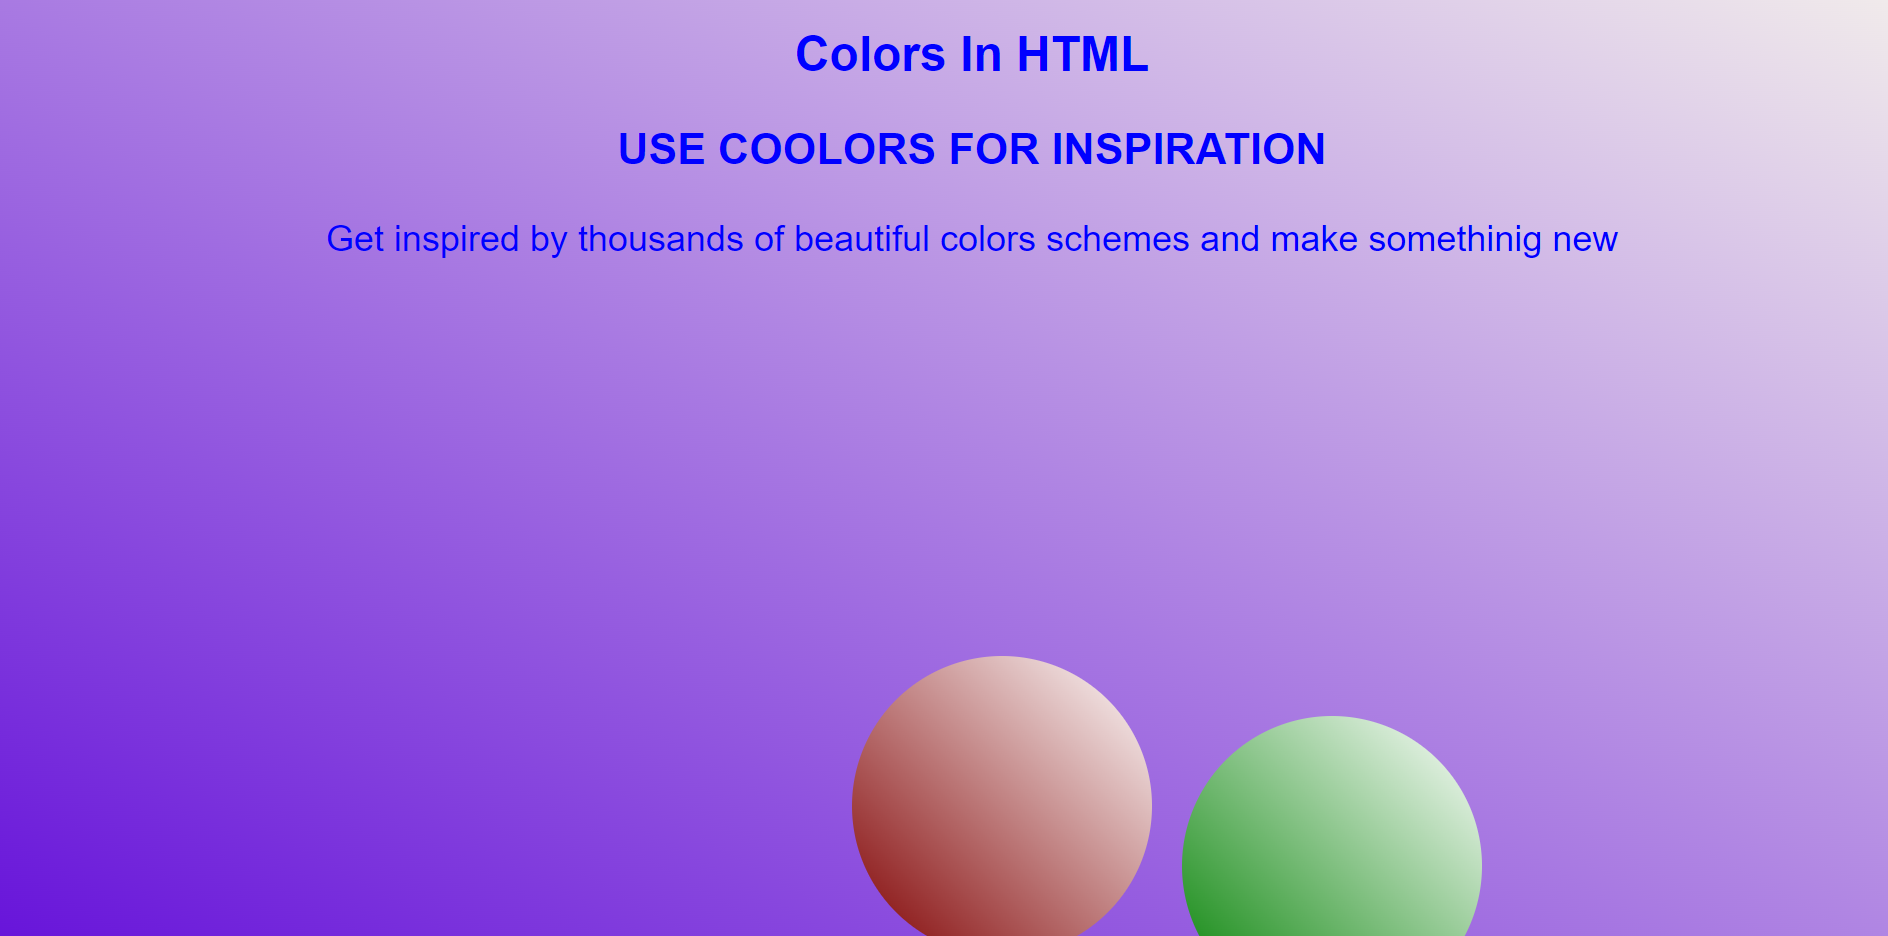 Colors In HTML
USE COOLORS FOR INSPIRATION
Get inspired by thousands of beautiful colors schemes and make somethinig new